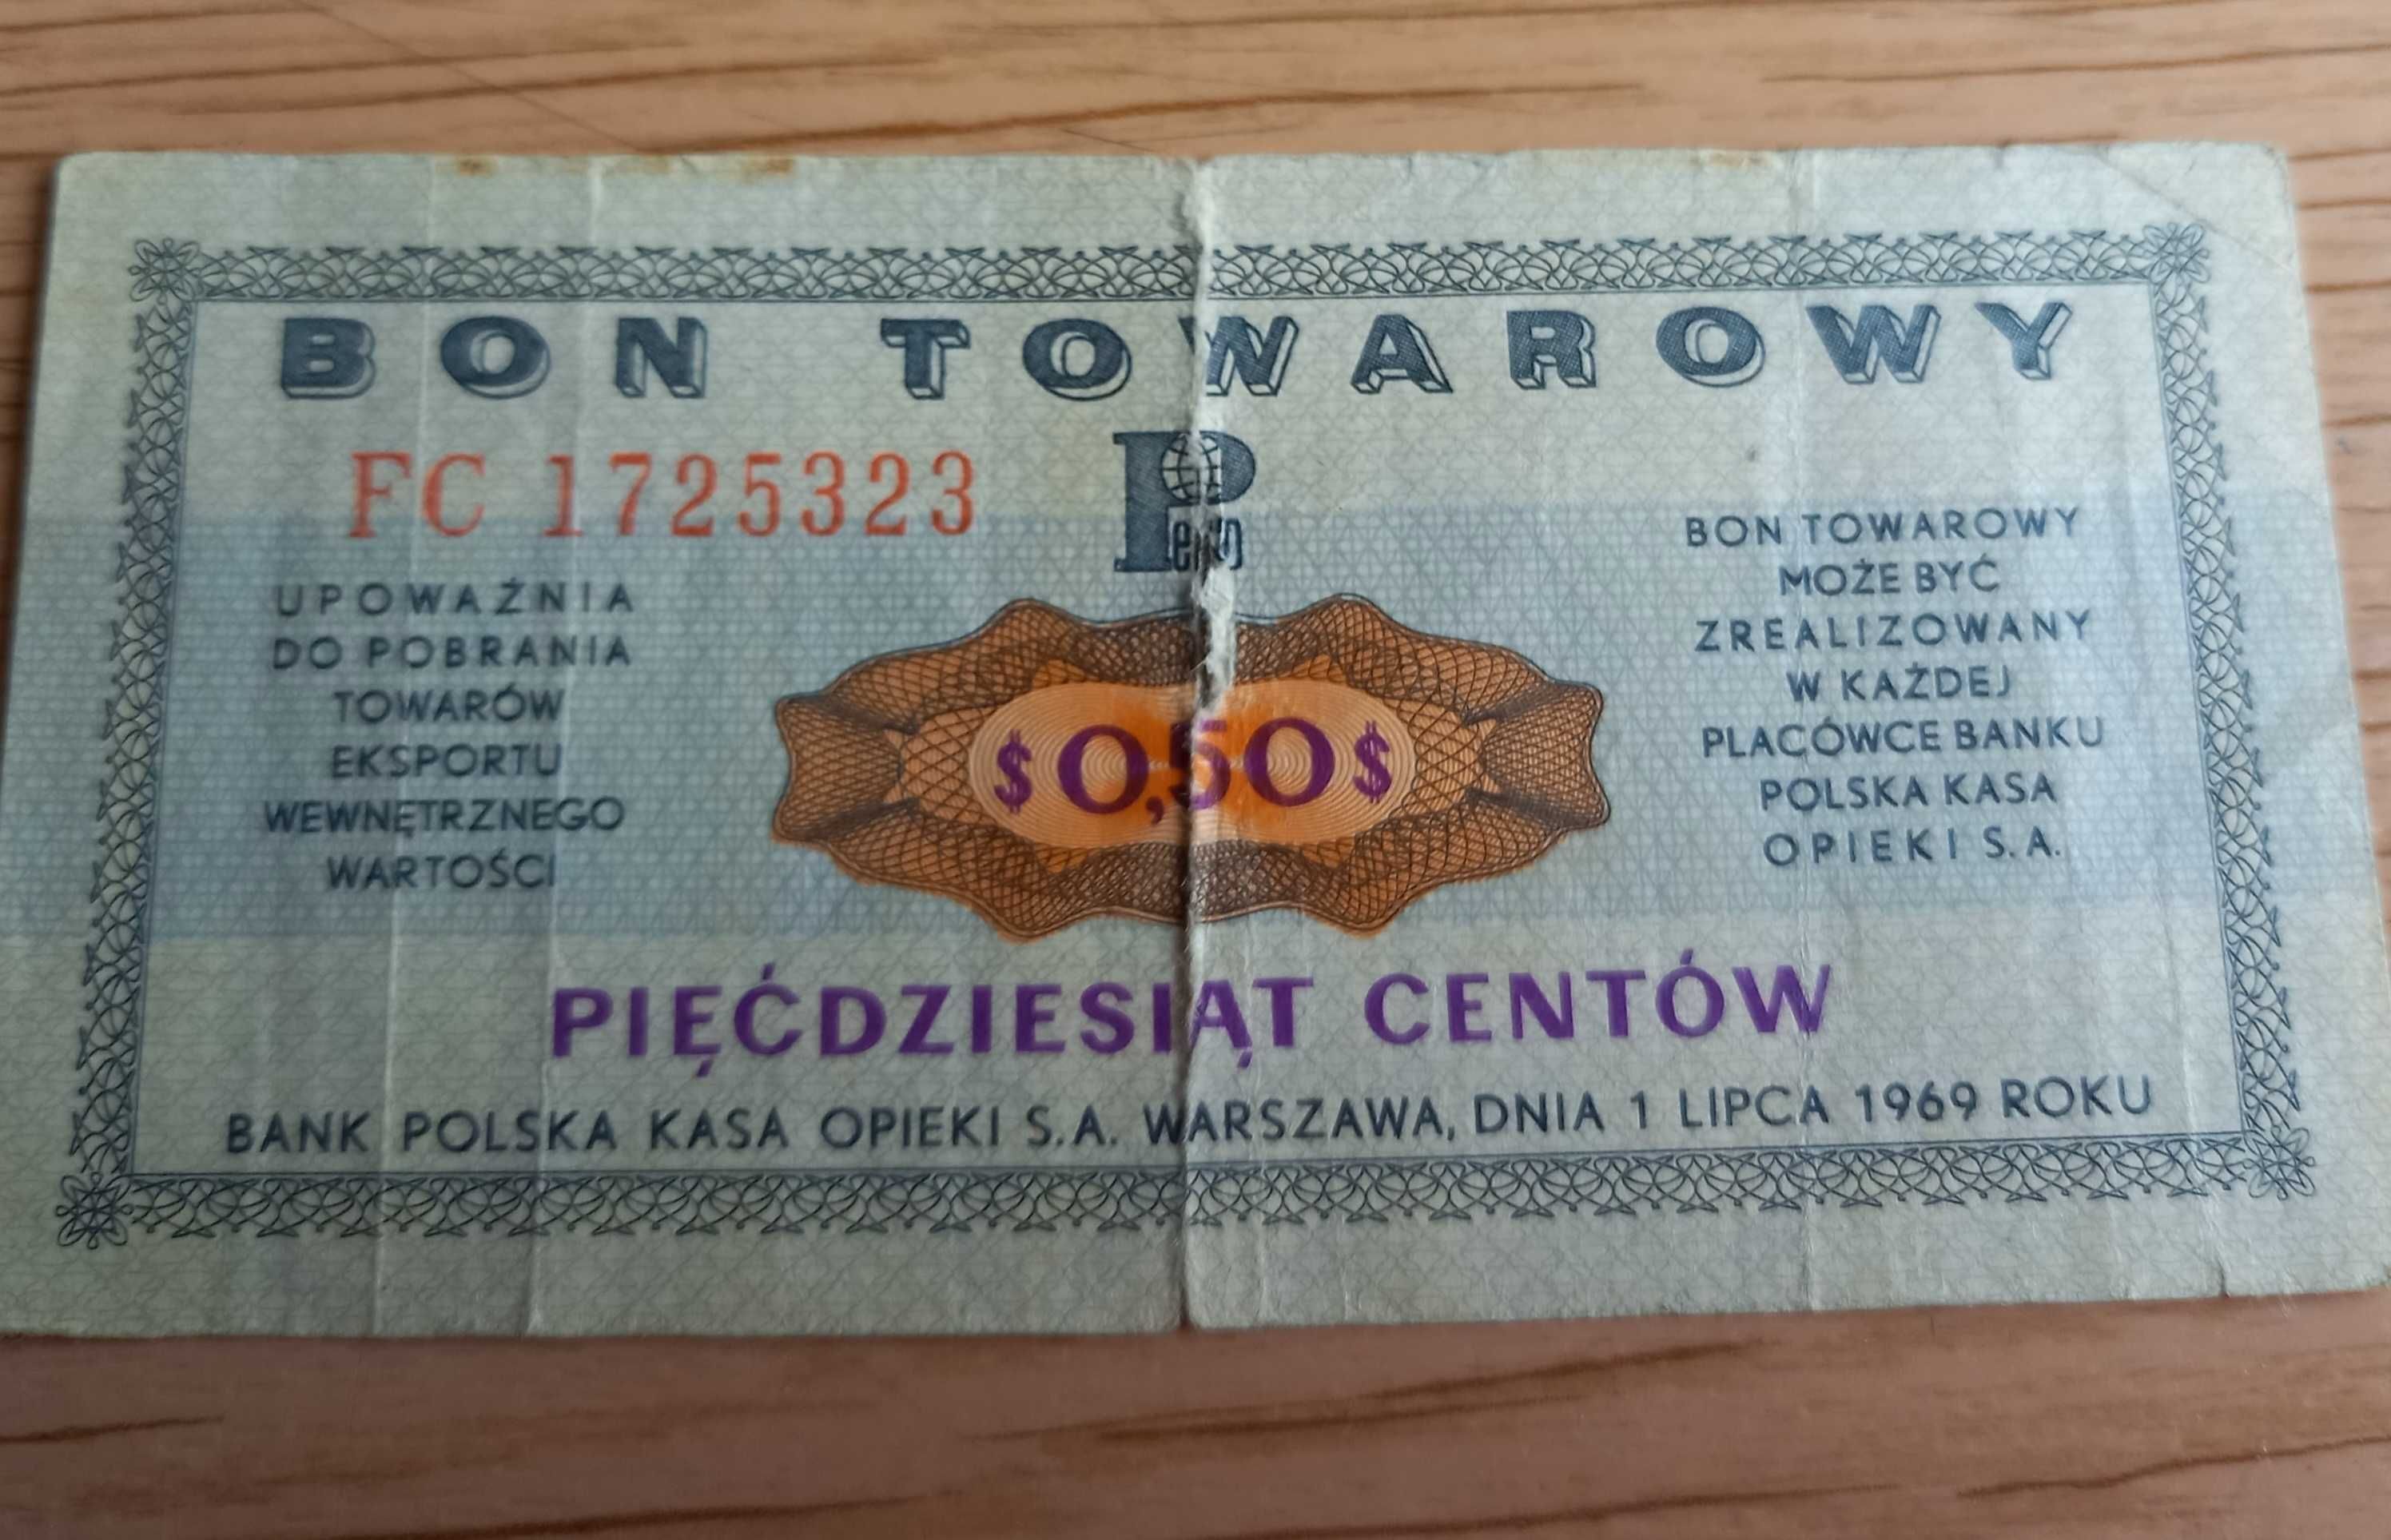 BON TOWAROWY
FC 1725323
Pekao
UPOWAŻNIA
DO POBRANIA
TOWARÓW
EKSPORTU
WEWNĘTRZNEGO
WARTOŚCI
BON TOWAROWY
MOŻE BYĆ
ZREALIZOWANY
W KAŻDEJ
PLACÓWCE BANKU
POLSKA KASA
OPIEKI S.A.
$0,50$
PIĘĆDZIESIĄT CENTÓW
BANK POLSKA KASA OPIEKI S.A. WARSZAWA, DNIA 1 LIPCA 1969 ROKU